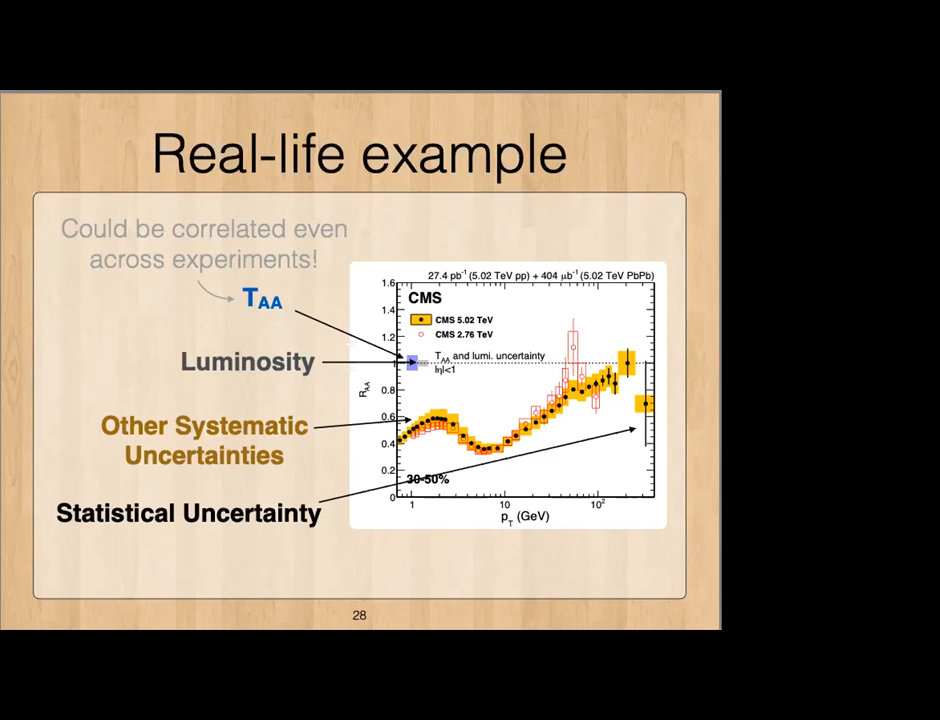 Real-life example
Could be correlated even
across experiments!
TAA
Luminosity
Other Systematic
Uncertainties
Statistical Uncertainty
27.4 pb-1 (5.02 TeV pp) + 404 μb-1 (5.02 TeV PbPb)
CMS
CMS 5.02 TeV
CMS 2.76 TeV
TAA and lumi. uncertainty
|η|<1
30-50%
RAA
1.6
1.4
1.2
1
0.8
0.6
0.4
0.2
0
1
10
10²
pT (GeV)
28